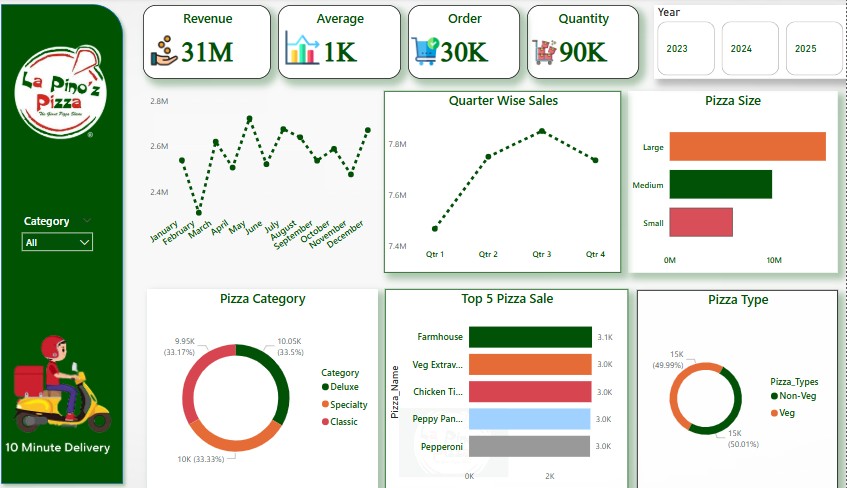 La Pino'z
Pizza
The Giant Pizza Slices
®
Category
All
10 Minute Delivery
Revenue
31M
Average
1K
Order
30K
Quantity
90K
Year
2023
2024
2025
2.8M
2.6M
2.4M
January
February
March
April
May
June
July
August
September
October
November
December
Quarter Wise Sales
7.8M
7.6M
7.4M
Qtr 1
Qtr 2
Qtr 3
Qtr 4
Pizza Size
Large
Medium
Small
0M
10M
Pizza Category
9.95K
(33.17%)
10.05K
(33.5%)
10K (33.33%)
Category
Deluxe
Specialty
Classic
Top 5 Pizza Sale
Pizza_Name
Farmhouse
3.1K
Veg Extrav...
3.0K
Chicken Ti...
3.0K
Peppy Pan...
3.0K
Pepperoni
3.0K
0K
2K
Pizza Type
15K
(49.99%)
15K
(50.01%)
Pizza_Types
Non-Veg
Veg